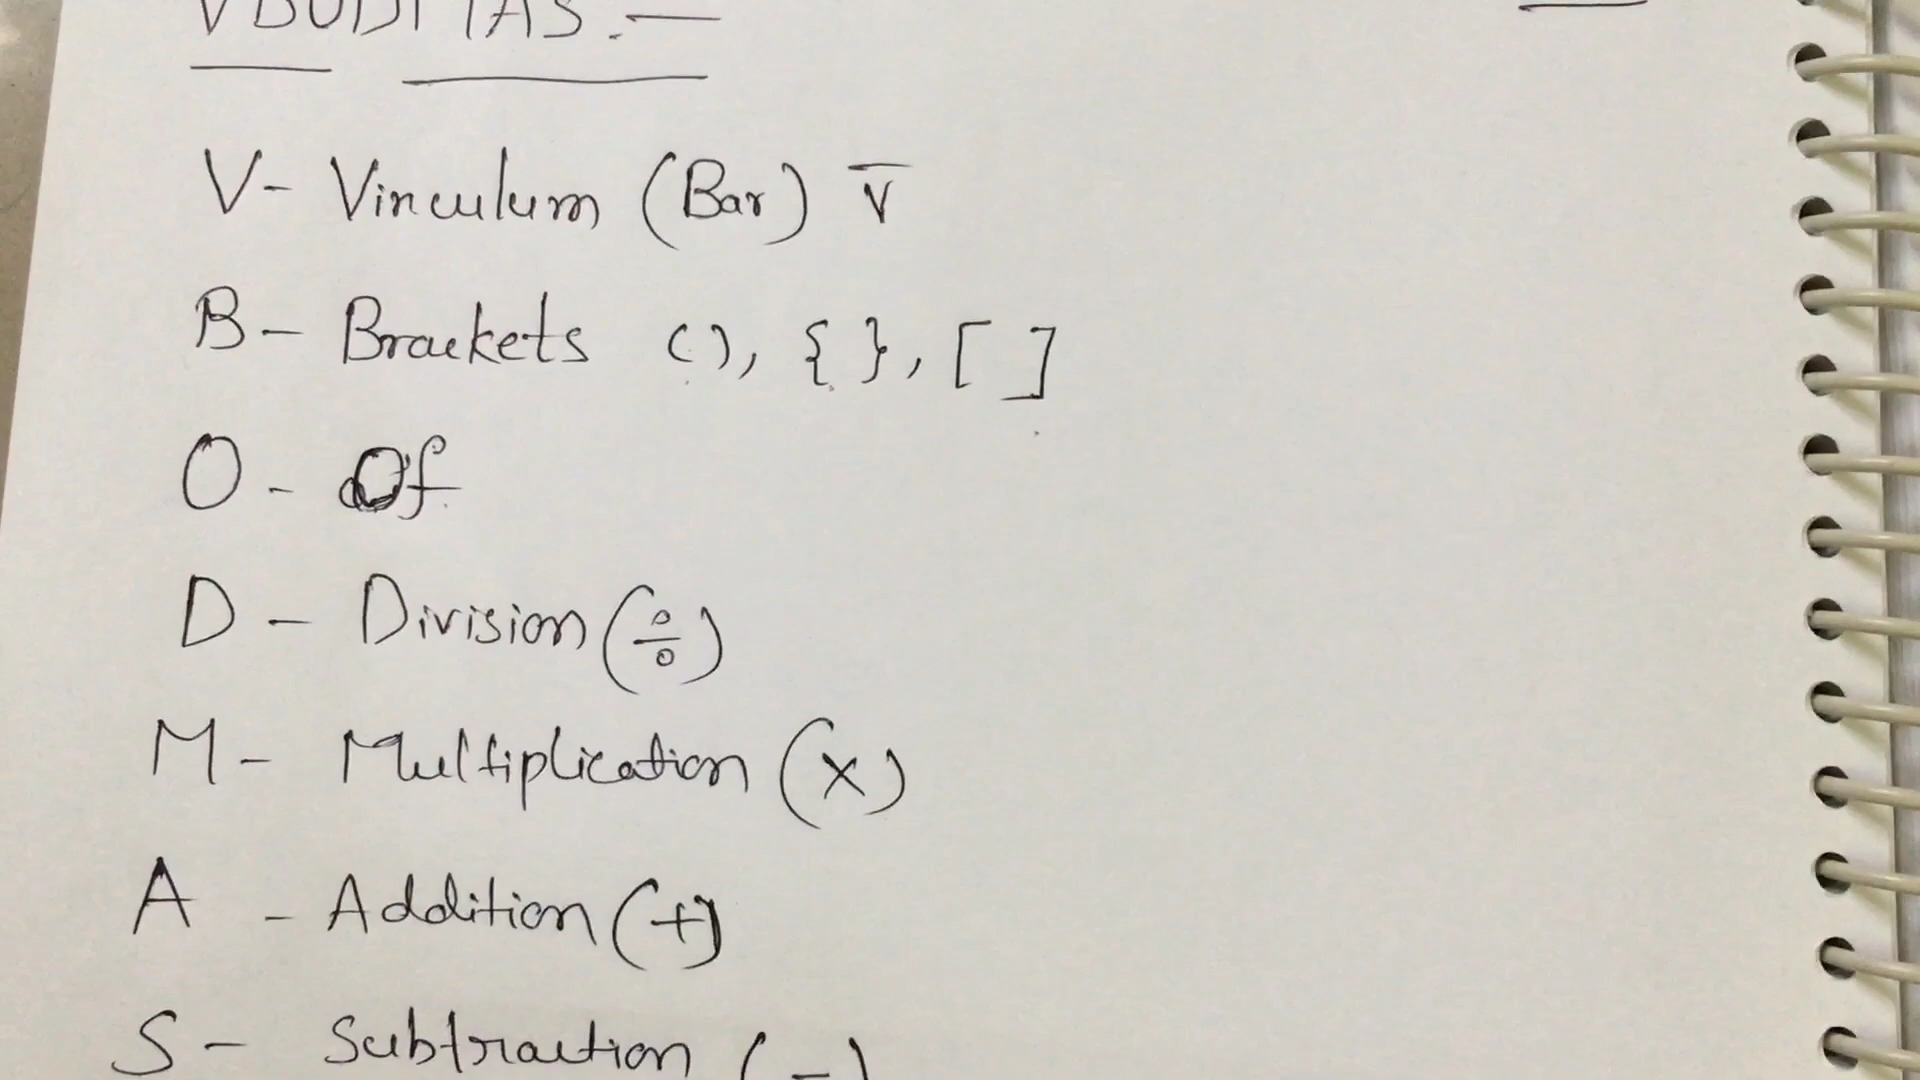 VBODMAS :-
V- Vinculum (Bar) V̅
B- Brackets (), { }, [ ]
O - Of
D - Division (÷)
M - Multiplication (×)
A - Addition (+)
S - Subtraction (-)